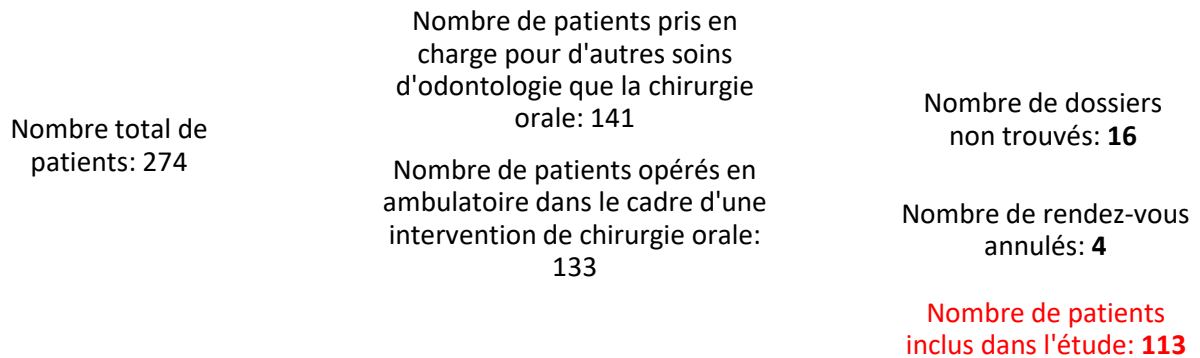 Nombre total de
patients: 274
Nombre de patients pris en
charge pour d'autres soins
d'odontologie que la chirurgie
orale: 141
Nombre de patients opérés en
ambulatoire dans le cadre d'une
intervention de chirurgie orale:
133
Nombre de dossiers
non trouvés: 16
Nombre de rendez-vous
annulés: 4
Nombre de patients
inclus dans l'étude: 113